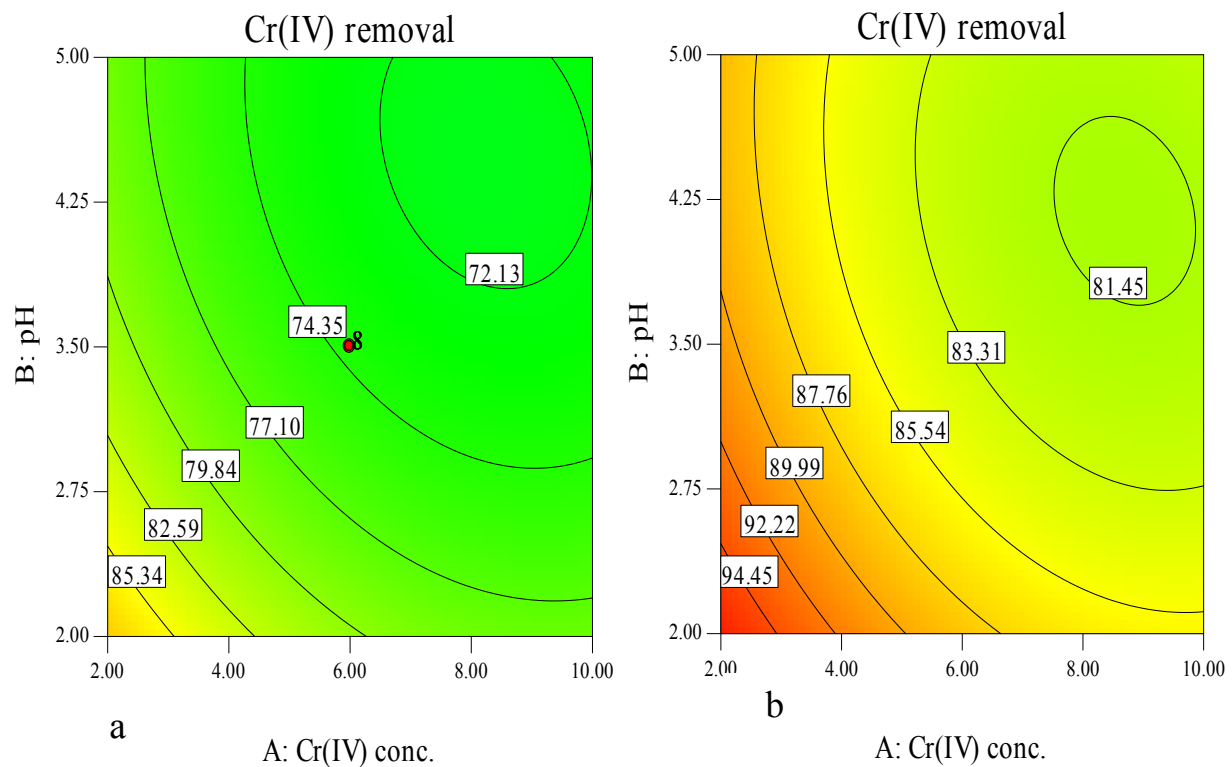 Cr(IV) removal
5.00
4.25
3.50
2.75
2.00
B: pH
72.13
74.35
8
77.10
79.84
82.59
85.34
2.00 4.00 6.00 8.00 10.00
a
A: Cr(IV) conc.
Cr(IV) removal
5.00
4.25
3.50
2.75
2.00
B: pH
81.45
83.31
87.76
85.54
89.99
92.22
94.45
2.00 4.00 6.00 8.00 10.00
b
A: Cr(IV) conc.